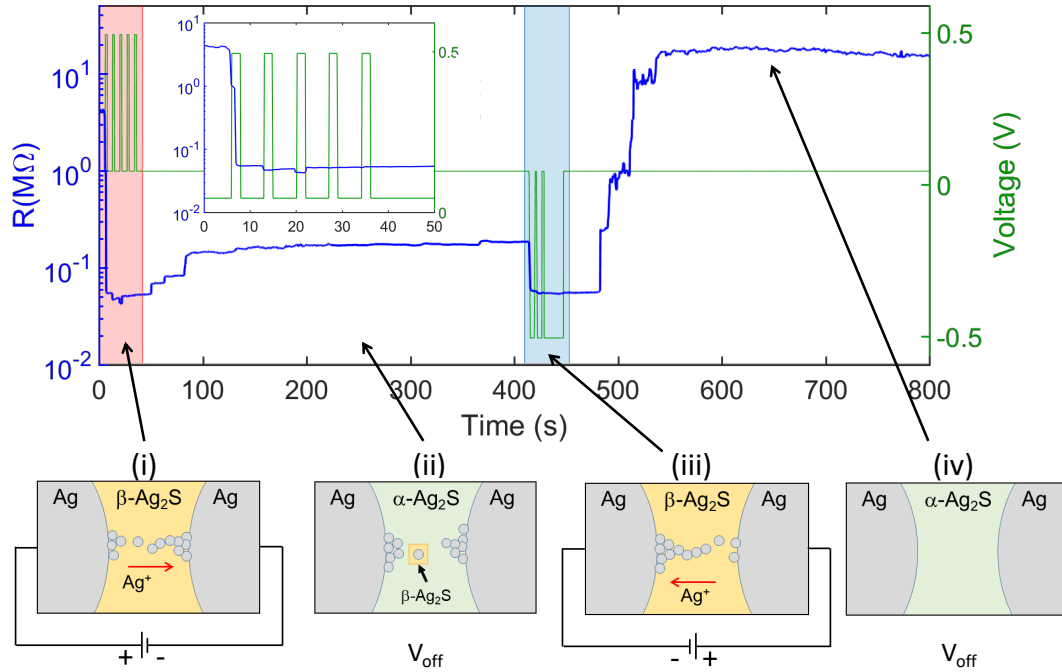 10¹
10⁰
10⁻¹
10⁻²
R(MΩ)
10¹
10⁰
10⁻¹
10⁻²
0 10 20 30 40 50
0.5
0
0.5
0
-0.5
Voltage (V)
0 100 200 300 400 500 600 700 800
Time (s)
(i) (ii) (iii) (iv)
Ag β-Ag₂S Ag
Ag⁺
+ -
Ag α-Ag₂S Ag
β-Ag₂S
V_off
Ag β-Ag₂S Ag
Ag⁺
- +
Ag α-Ag₂S Ag
V_off